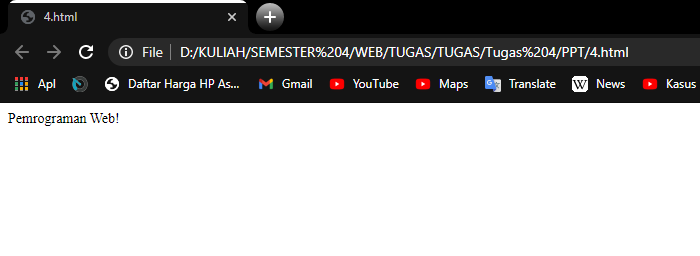 4.html
File D:/KULIAH/SEMESTER%204/WEB/TUGAS/TUGAS/Tugas%204/PPT/4.html
Apl Daftar Harga HP As... Gmail YouTube Maps Translate W News Kasus
Pemrograman Web!